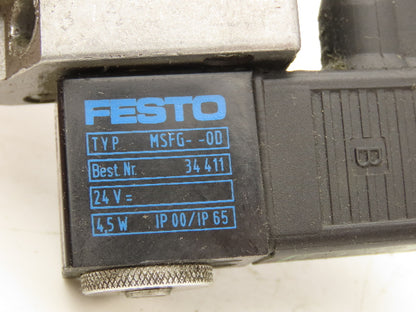 FESTO
TYP MSFG--OD
Best.Nr. 34 411
24 V =
4,5 W IP 00/IP 65
B